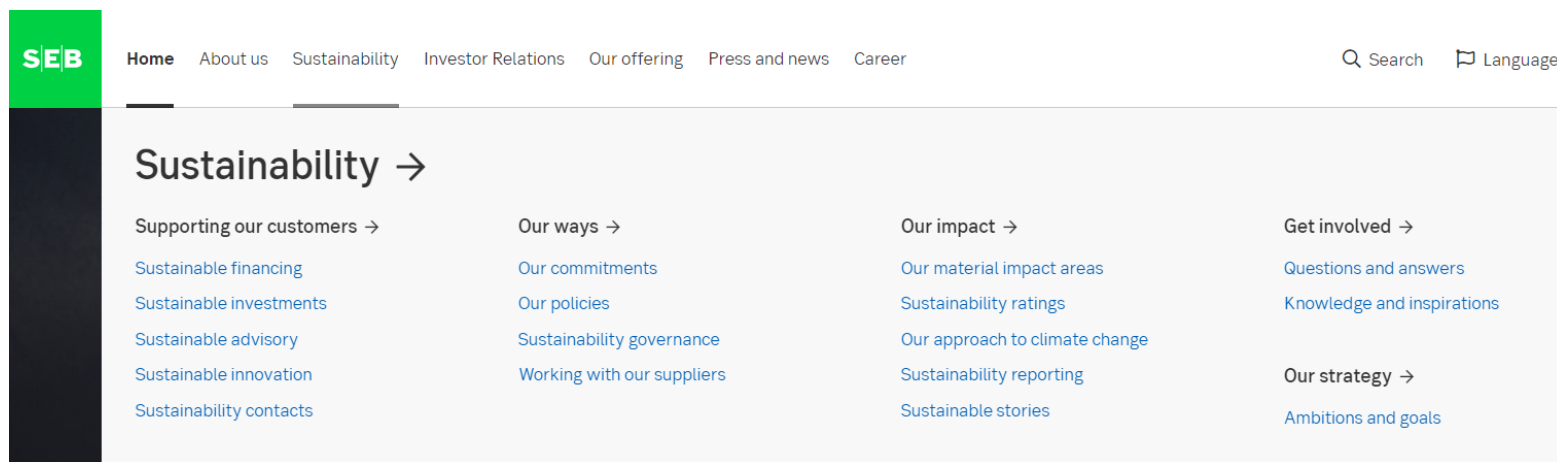 S|E|B
Home About us Sustainability Investor Relations Our offering Press and news Career Search Language
Sustainability →
Supporting our customers →
Sustainable financing
Sustainable investments
Sustainable advisory
Sustainable innovation
Sustainability contacts
Our ways →
Our commitments
Our policies
Sustainability governance
Working with our suppliers
Our impact →
Our material impact areas
Sustainability ratings
Our approach to climate change
Sustainability reporting
Sustainable stories
Get involved →
Questions and answers
Knowledge and inspirations
Our strategy →
Ambitions and goals